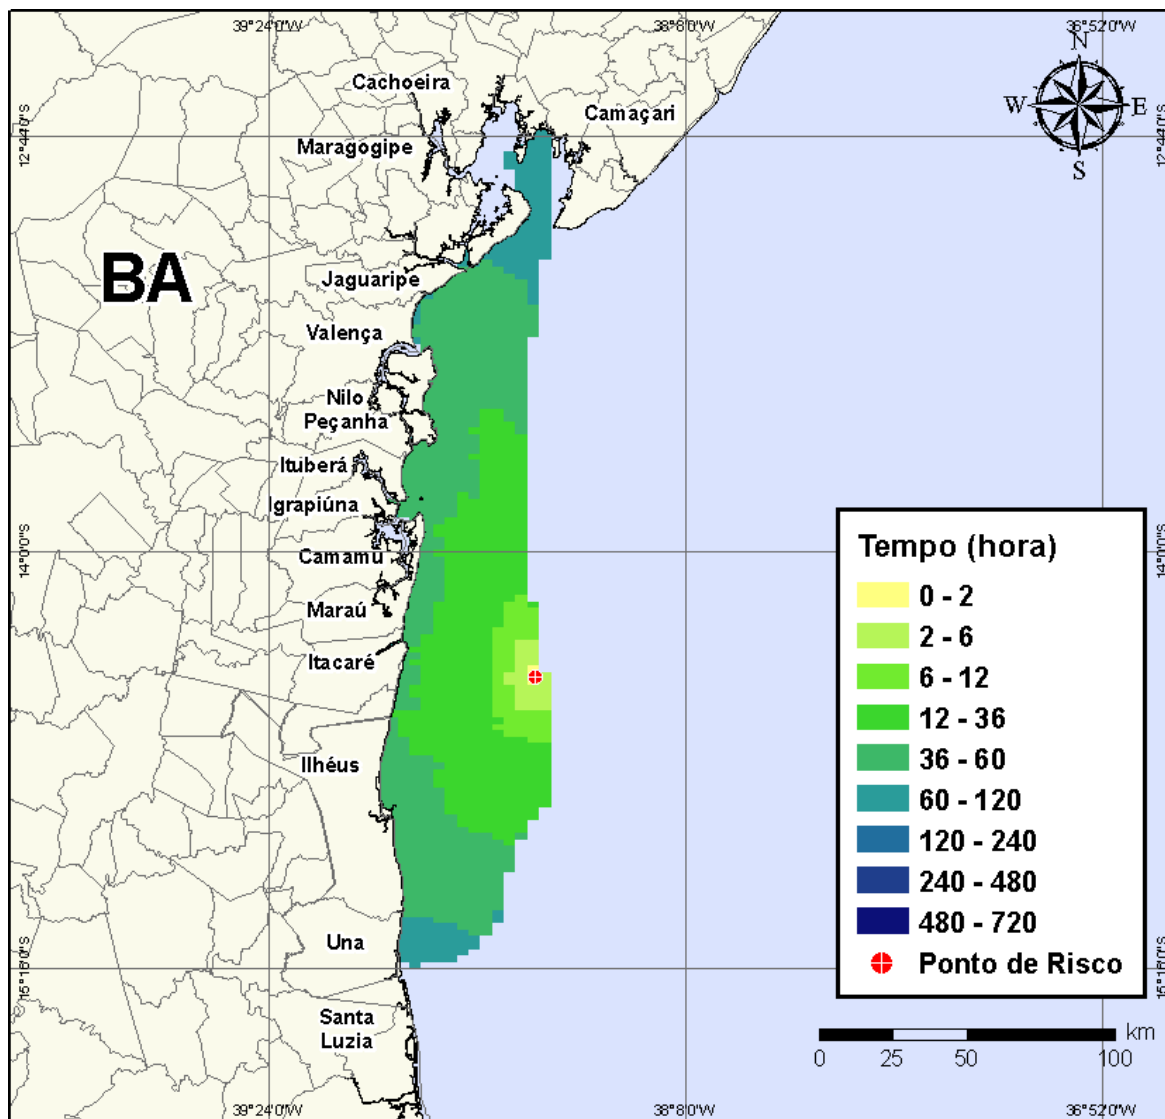 39°24'0"W
38°8'0"W
36°52'0"W
N
W
E
S
12°44'0"S
12°44'0"S
Cachoeira
Camaçari
Maragogipe
BA
Jaguaripe
Valença
Nilo
Peçanha
Ituberá
Igrapiúna
14°0'0"S
14°0'0"S
Camamu
Maraú
Itacaré
Ilhéus
Una
Santa
Luzia
Tempo (hora)
0 - 2
2 - 6
6 - 12
12 - 36
36 - 60
60 - 120
120 - 240
240 - 480
480 - 720
Ponto de Risco
15°16'0"S
15°16'0"S
km
0
25
50
100
39°24'0"W
38°8'0"W
36°52'0"W